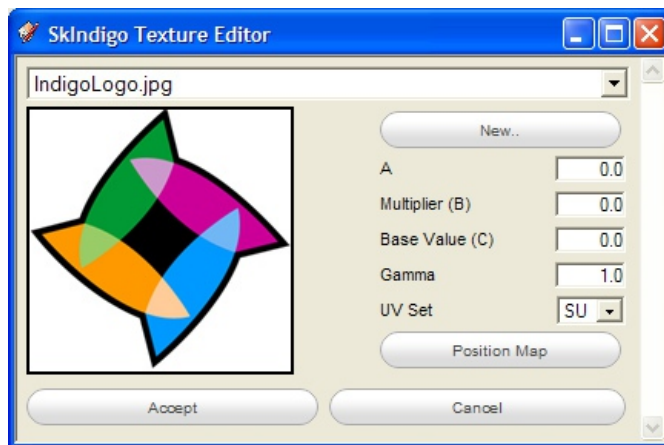 SkIndigo Texture Editor
IndigoLogo.jpg
New..
A 0.0
Multiplier (B) 0.0
Base Value (C) 0.0
Gamma 1.0
UV Set SU
Position Map
Accept Cancel